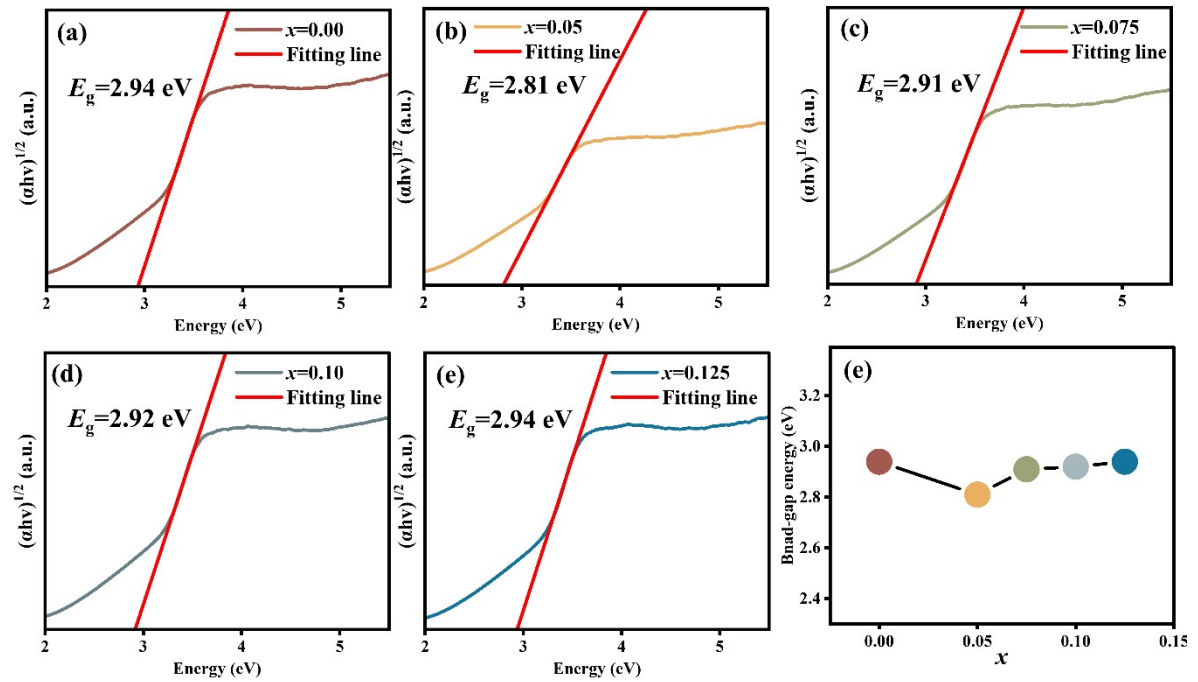 (a)
x=0.00
Fitting line
Eg=2.94 eV
(αhv)1/2 (a.u.)
2 3 4 5
Energy (eV)
(b)
x=0.05
Fitting line
Eg=2.81 eV
(αhv)1/2 (a.u.)
2 3 4 5
Energy (eV)
(c)
x=0.075
Fitting line
Eg=2.91 eV
(αhv)1/2 (a.u.)
2 3 4 5
Energy (eV)
(d)
x=0.10
Fitting line
Eg=2.92 eV
(αhv)1/2 (a.u.)
2 3 4 5
Energy (eV)
(e)
x=0.125
Fitting line
Eg=2.94 eV
(αhv)1/2 (a.u.)
2 3 4 5
Energy (eV)
(e)
Bnad-gap energy (eV)
3.2
3.0
2.8
2.6
2.4
0.00 0.05 0.10 0.15
x